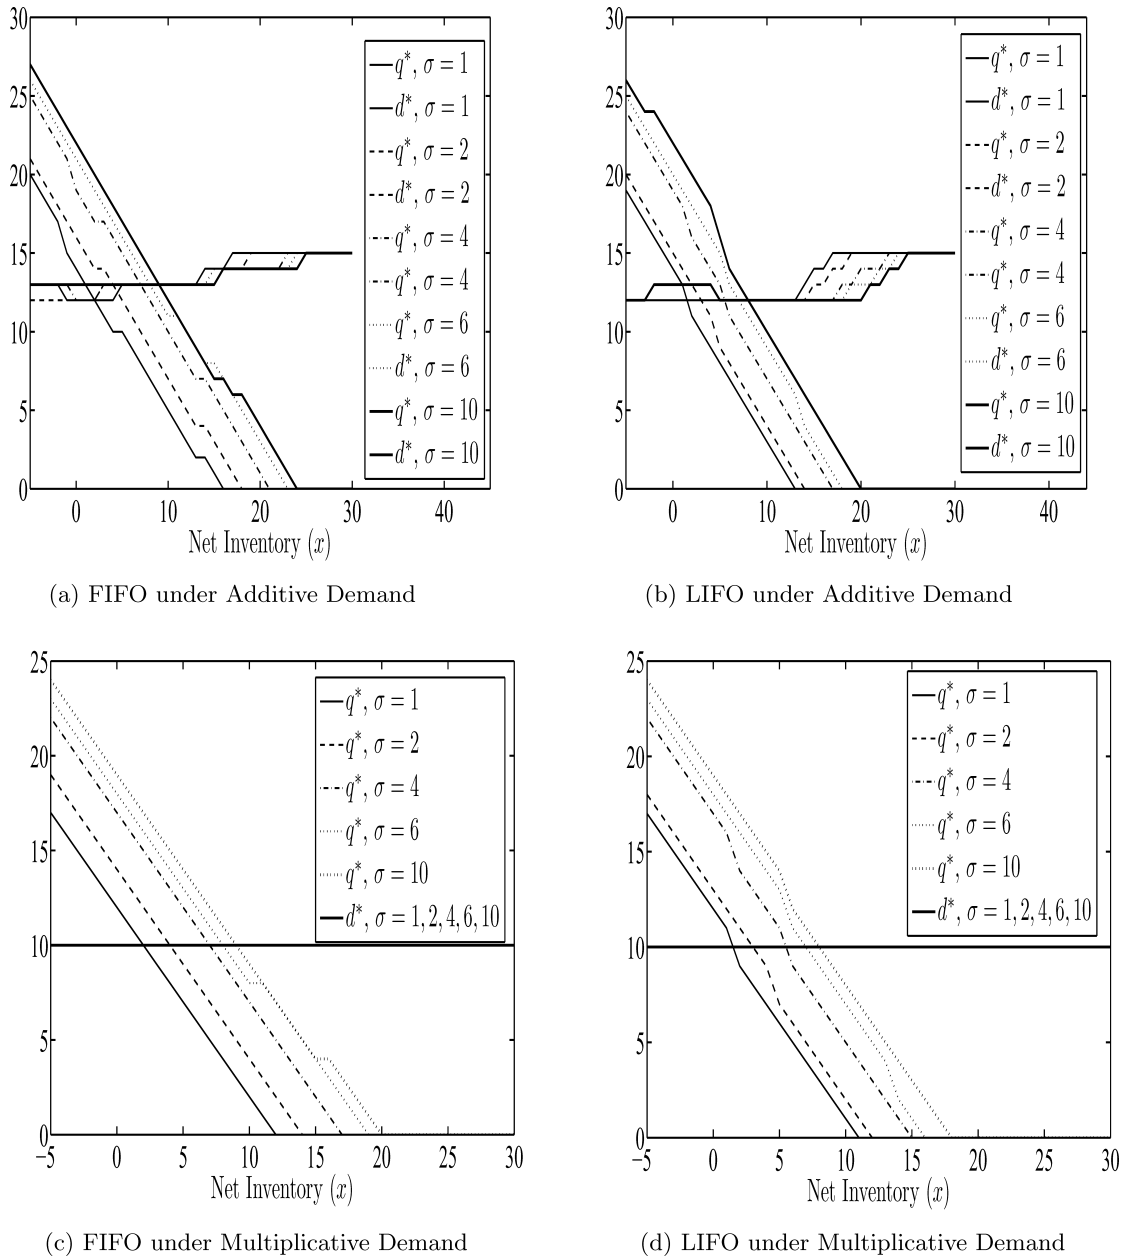 30
25
20
15
10
5
0
0
10
20
30
40
Net Inventory (x)
q*, σ = 1
d*, σ = 1
q*, σ = 2
d*, σ = 2
q*, σ = 4
q*, σ = 4
q*, σ = 6
d*, σ = 6
q*, σ = 10
d*, σ = 10
(a) FIFO under Additive Demand
30
25
20
15
10
5
0
0
10
20
30
40
Net Inventory (x)
q*, σ = 1
d*, σ = 1
q*, σ = 2
d*, σ = 2
q*, σ = 4
q*, σ = 4
q*, σ = 6
d*, σ = 6
q*, σ = 10
d*, σ = 10
(b) LIFO under Additive Demand
25
20
15
10
5
0
−5
0
5
10
15
20
25
30
Net Inventory (x)
q*, σ = 1
q*, σ = 2
q*, σ = 4
q*, σ = 6
q*, σ = 10
d*, σ = 1, 2, 4, 6, 10
(c) FIFO under Multiplicative Demand
25
20
15
10
5
0
−5
0
5
10
15
20
25
30
Net Inventory (x)
q*, σ = 1
q*, σ = 2
q*, σ = 4
q*, σ = 6
q*, σ = 10
d*, σ = 1, 2, 4, 6, 10
(d) LIFO under Multiplicative Demand